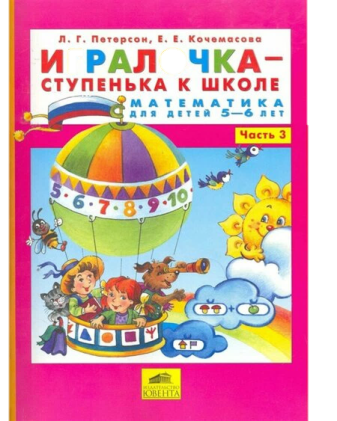 Л. Г. Петерсон, Е. Е. Кочемасова
И РАЛ ЧКА –
СТУПЕНЬКА К ШКОЛЕ
МАТЕМАТИКА
ДЛЯ ДЕТЕЙ 5–6 ЛЕТ
Часть 3
5·6·7·8·9·10
ИЗДАТЕЛЬСТВО
ЮВЕНТА